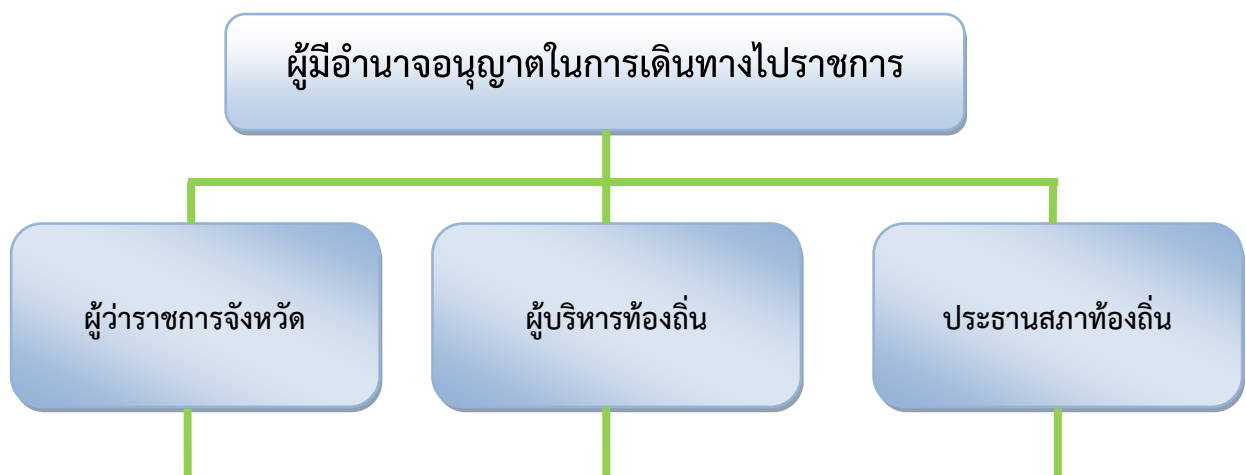 ผู้มีอำนาจอนุญาตในการเดินทางไปราชการ
ผู้ว่าราชการจังหวัด
ผู้บริหารท้องถิ่น
ประธานสภาท้องถิ่น